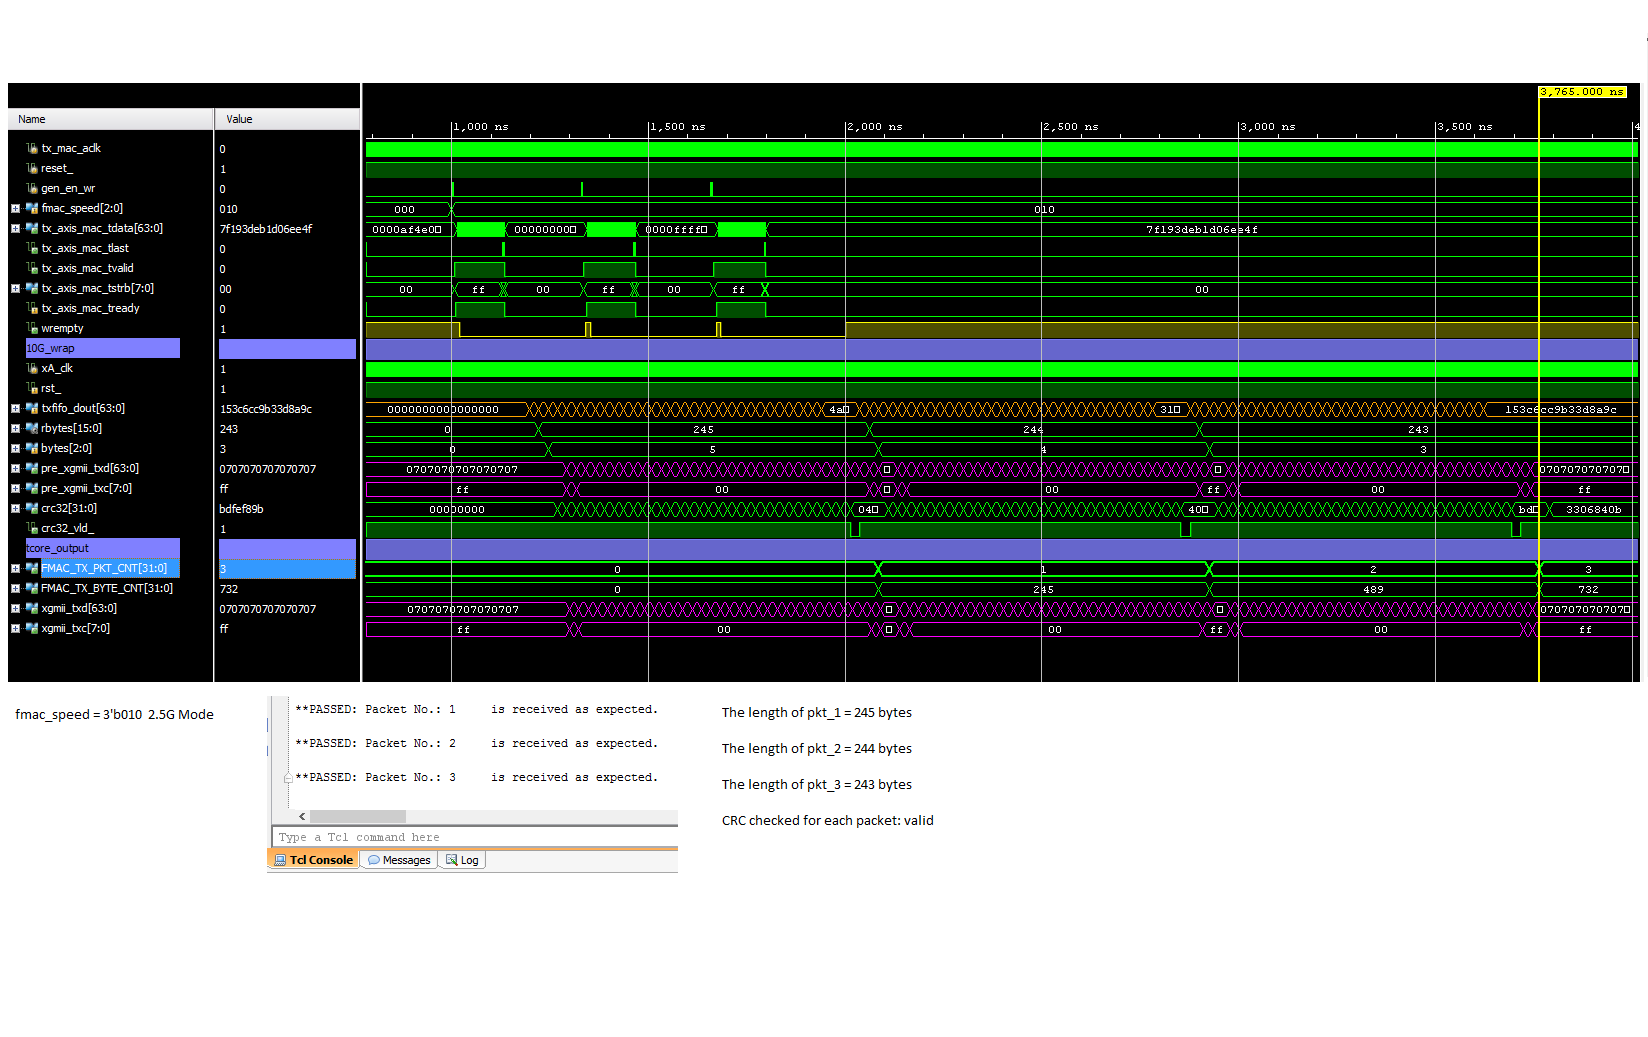 3,765.000 ns
Name Value
1,000 ns 1,500 ns 2,000 ns 2,500 ns 3,000 ns 3,500 ns 4
tx_mac_aclk 0
reset_ 1
gen_en_wr 0
fmac_speed[2:0] 010 000 010
tx_axis_mac_tdata[63:0] 7f193deb1d06ee4f 0000af4e0 00000000 0000ffff 7f193deb1d06ee4f
tx_axis_mac_tlast 0
tx_axis_mac_tvalid 0
tx_axis_mac_tstrb[7:0] 00 00 ff 00 ff 00 ff 00
tx_axis_mac_tready 0
wrempty 1
10G_wrap
xA_clk 1
rst_ 1
txfifo_dout[63:0] 153c6cc9b33d8a9c 0000000000000000 4a 31 153c6cc9b33d8a9c
rbytes[15:0] 243 0 245 244 243
bytes[2:0] 3 0 5 4 3
pre_xgmii_txd[63:0] 0707070707070707 0707070707070707 070707070707
pre_xgmii_txc[7:0] ff ff 00 00 ff 00 ff
crc32[31:0] bdfef89b 00000000 04 40 bd 3306840b
crc32_vld_ 1
tcore_output
FMAC_TX_PKT_CNT[31:0] 3 0 1 2 3
FMAC_TX_BYTE_CNT[31:0] 732 0 245 489 732
xgmii_txd[63:0] 0707070707070707 0707070707070707 070707070707
xgmii_txc[7:0] ff ff 00 00 ff 00 ff
fmac_speed = 3'b010 2.5G Mode
**PASSED: Packet No.: 1 is received as expected.
**PASSED: Packet No.: 2 is received as expected.
**PASSED: Packet No.: 3 is received as expected.
Type a Tcl command here
Tcl Console Messages Log
The length of pkt_1 = 245 bytes
The length of pkt_2 = 244 bytes
The length of pkt_3 = 243 bytes
CRC checked for each packet: valid